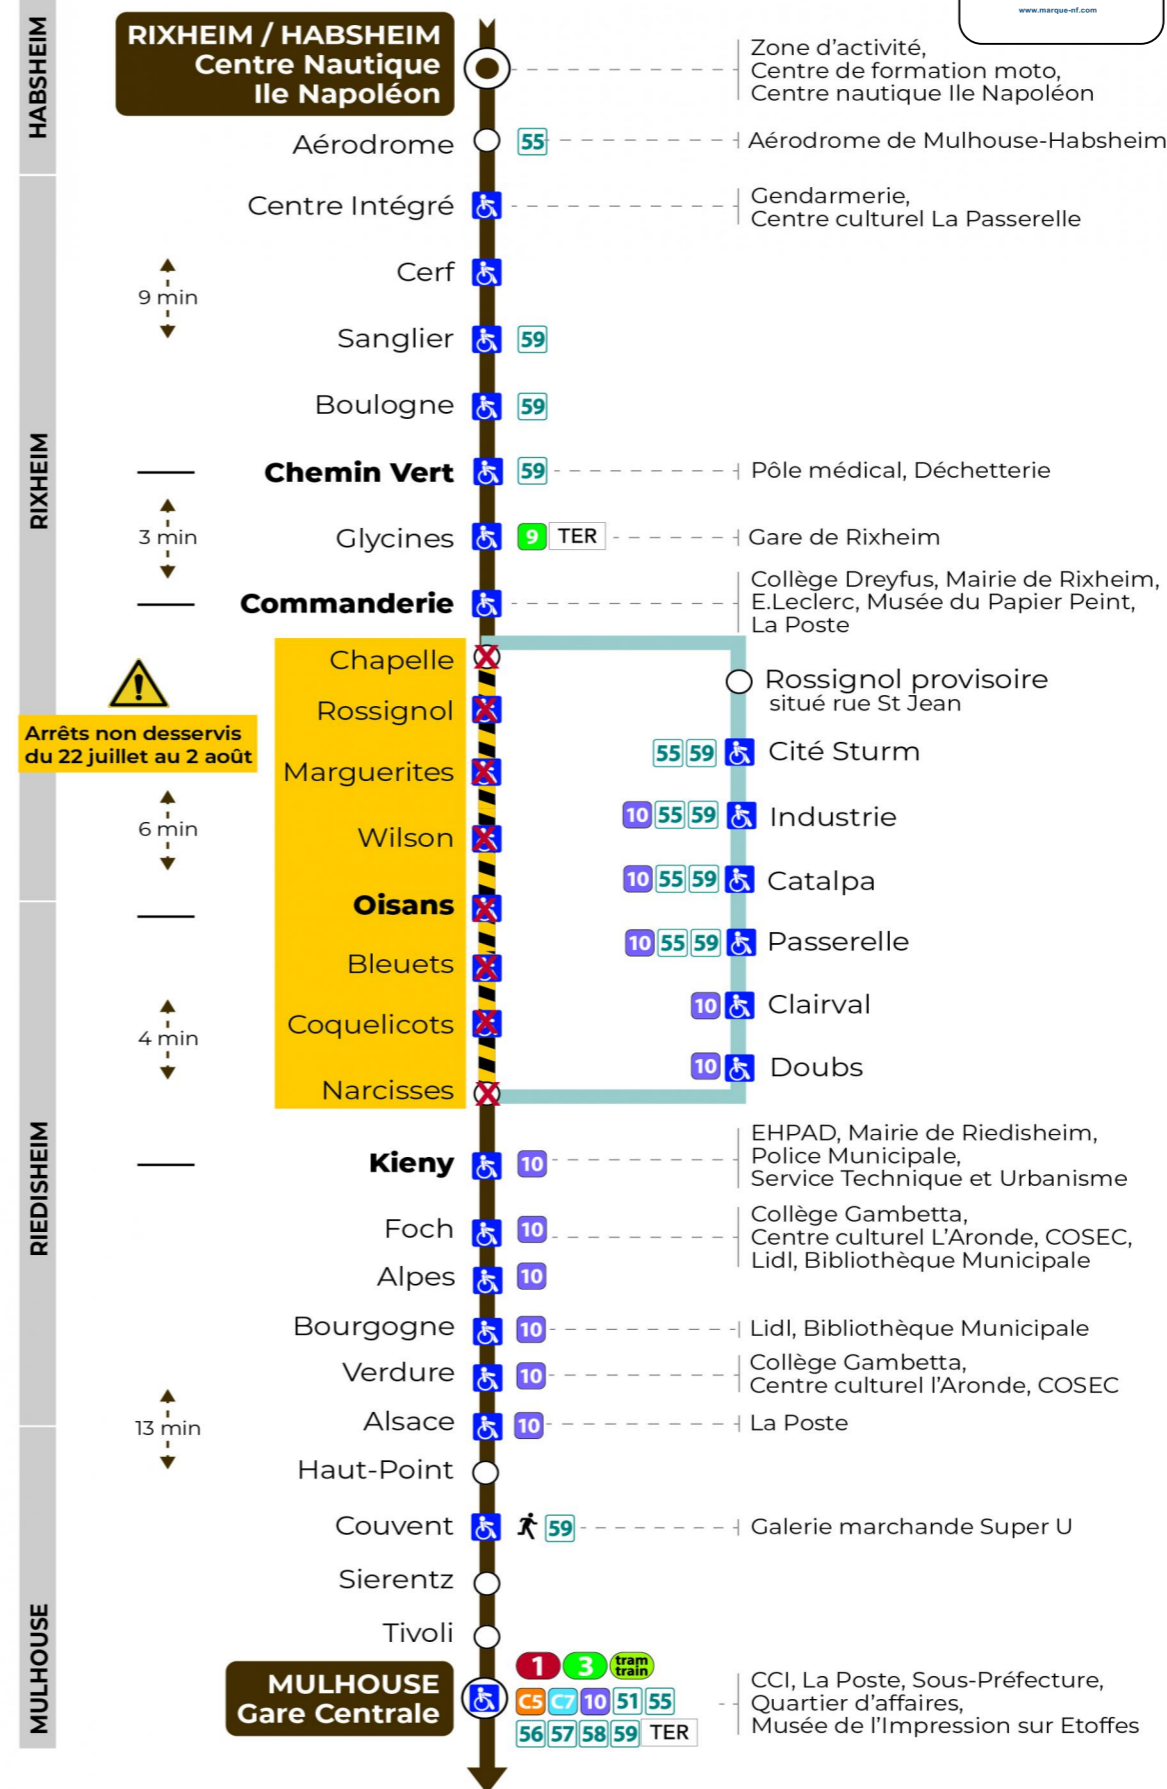 www.marque-nf.com
HABSHEIM
RIXHEIM / HABSHEIM
Centre Nautique
Ile Napoléon
Zone d'activité,
Centre de formation moto,
Centre nautique Ile Napoléon
Aérodrome 55 Aérodrome de Mulhouse-Habsheim
RIXHEIM
Centre Intégré
Gendarmerie,
Centre culturel La Passerelle
Cerf
9 min
Sanglier 59
Boulogne 59
Chemin Vert 59 Pôle médical, Déchetterie
3 min
Glycines 9 TER Gare de Rixheim
Commanderie
Collège Dreyfus, Mairie de Rixheim,
E.Leclerc, Musée du Papier Peint,
La Poste
Arrêts non desservis
du 22 juillet au 2 août
Chapelle
Rossignol
Marguerites
6 min
Wilson
Oisans
Bleuets
4 min
Coquelicots
Narcisses
Rossignol provisoire
situé rue St Jean
55 59 Cité Sturm
10 55 59 Industrie
10 55 59 Catalpa
10 55 59 Passerelle
10 Clairval
10 Doubs
RIEDISHEIM
Kieny 10
EHPAD, Mairie de Riedisheim,
Police Municipale,
Service Technique et Urbanisme
Foch 10
Collège Gambetta,
Centre culturel L'Aronde, COSEC,
Lidl, Bibliothèque Municipale
Alpes 10
Bourgogne 10 Lidl, Bibliothèque Municipale
Verdure 10
Collège Gambetta,
Centre culturel l'Aronde, COSEC
13 min
Alsace 10 La Poste
MULHOUSE
Haut-Point
Couvent 59 Galerie marchande Super U
Sierentz
Tivoli
MULHOUSE
Gare Centrale
1 3 tram
train
C5 C7 10 51 55
56 57 58 59 TER
CCI, La Poste, Sous-Préfecture,
Quartier d'affaires,
Musée de l'Impression sur Etoffes